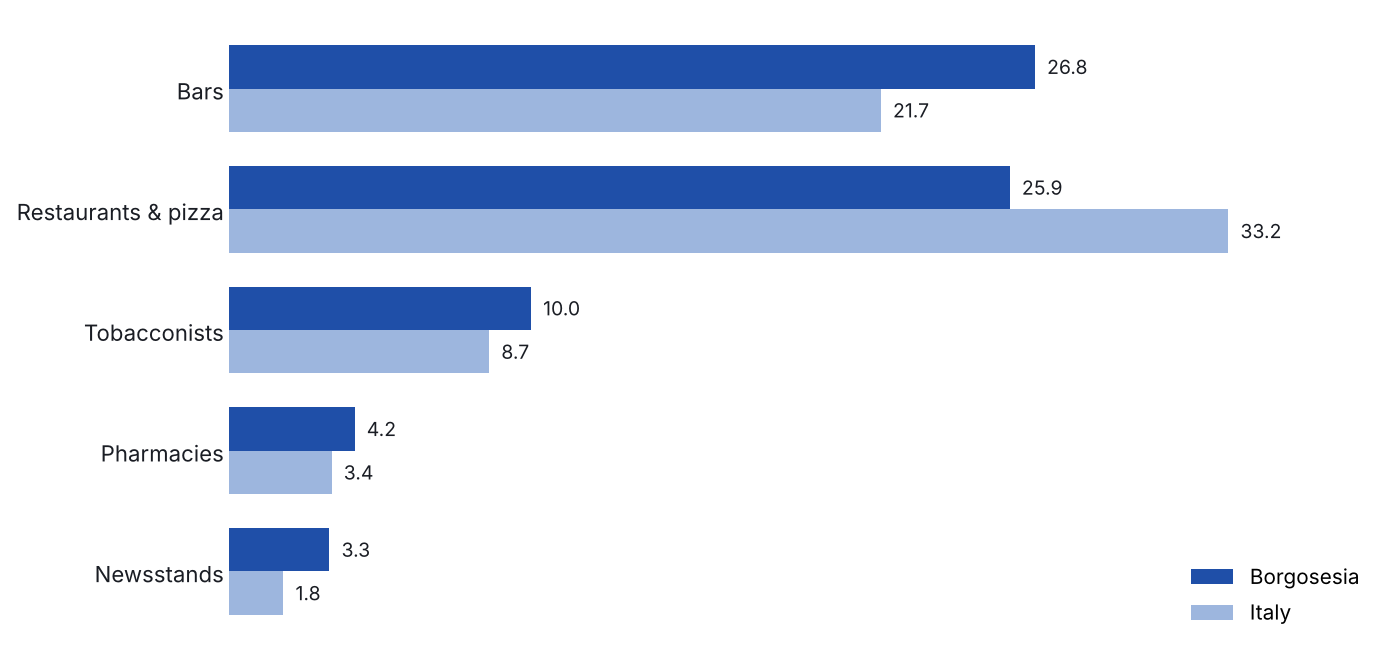 Bars
26.8
21.7
Restaurants & pizza
25.9
33.2
Tobacconists
10.0
8.7
Pharmacies
4.2
3.4
Newsstands
3.3
1.8
Borgosesia
Italy